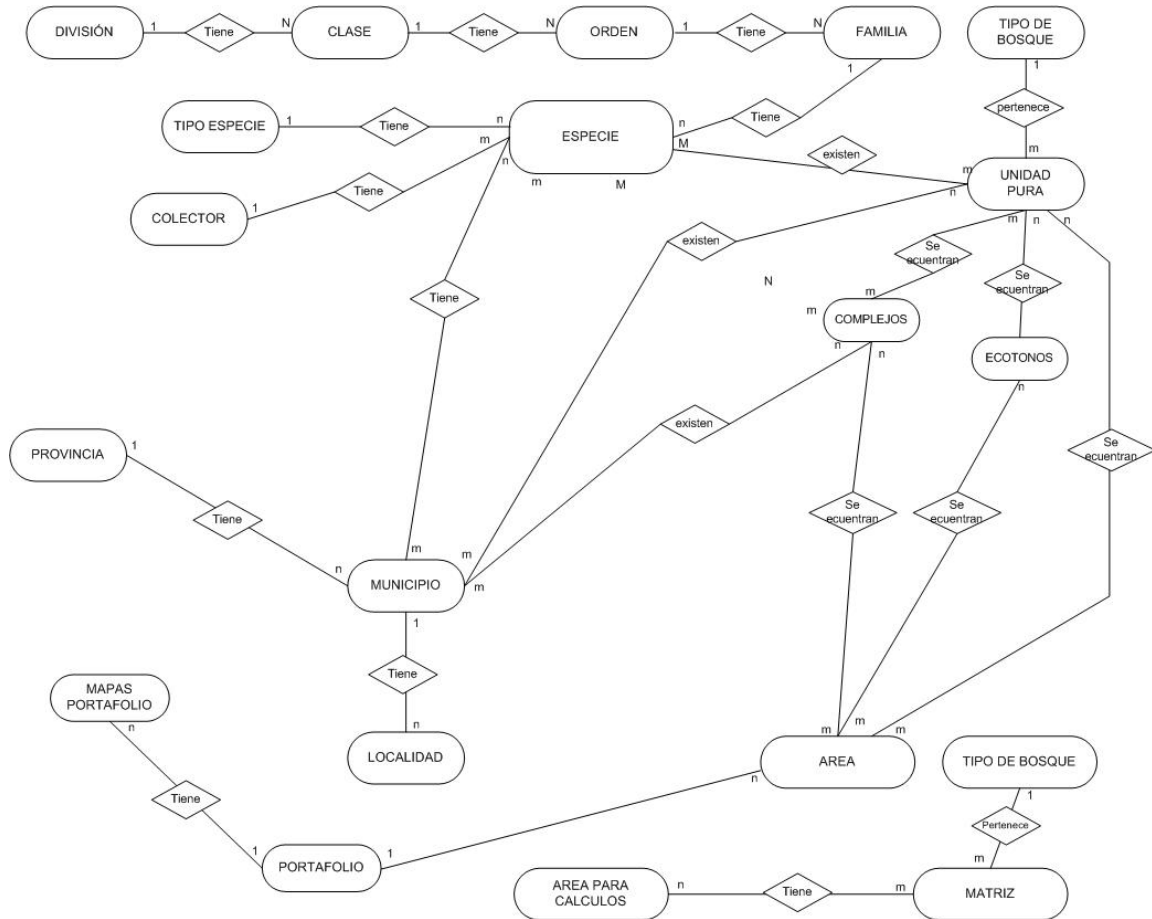 DIVISIÓN
1
Tiene
N
CLASE
1
Tiene
N
ORDEN
1
Tiene
N
FAMILIA
1
TIPO DE
BOSQUE
1
pertenece
m
TIPO ESPECIE
1
Tiene
n
m
n
ESPECIE
m
M
n
M
Tiene
existen
m
n
UNIDAD
PURA
m
n
n
COLECTOR
1
Tiene
existen
Se
ecuentran
Se
ecuentran
Tiene
N
m
m
COMPLEJOS
n
n
ECOTONOS
n
existen
Se
ecuentran
PROVINCIA
1
Tiene
n
Se
ecuentran
Se
ecuentran
m
m
m
MUNICIPIO
1
Tiene
n
LOCALIDAD
MAPAS
PORTAFOLIO
n
Tiene
1
PORTAFOLIO
1
m
m
m
n
AREA
TIPO DE BOSQUE
1
Pertenece
m
AREA PARA
CALCULOS
n
Tiene
m
MATRIZ